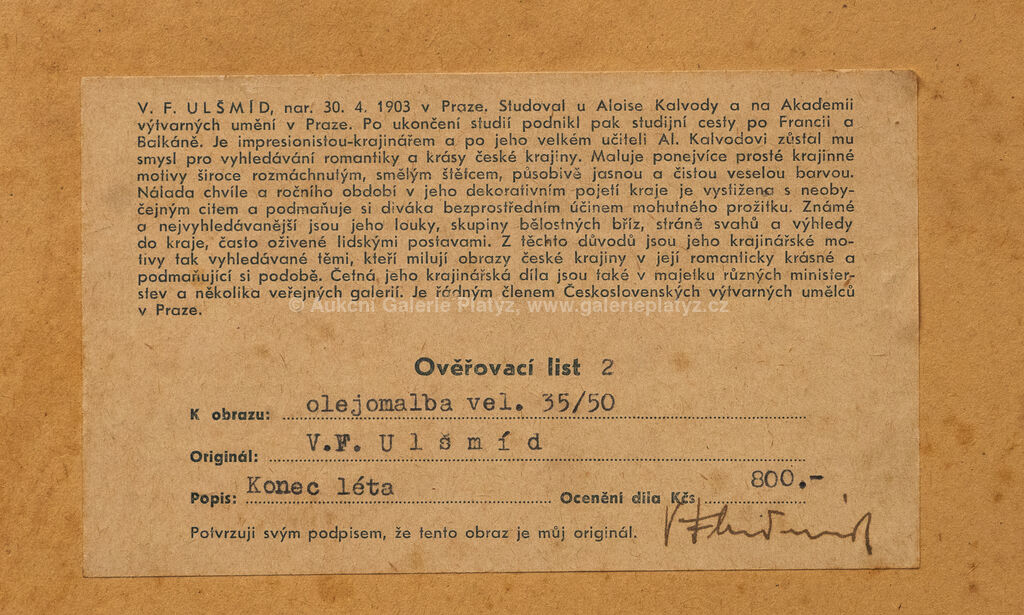 V. F. ULŠMÍD, nar. 30. 4. 1903 v Praze. Studoval u Aloise Kalvody a na Akademii
výtvarných umění v Praze. Po ukončení studií podnikl pak studijní cesty po Francii a
Balkáně. Je impresionistou-krajinářem a po jeho velkém učiteli Al. Kalvodovi zůstal mu
smysl pro vyhledávání romantiky a krásy české krajiny. Maluje ponejvíce prosté krajinné
motivy široce rozmáchnutým, smělým štětcem, působivě jasnou a čistou veselou barvou.
Nálada chvíle a ročního období v jeho dekorativním pojetí kraje je vystižena s neoby-
čejným citem a podmaňuje si diváka bezprostředním účinem mohutného prožitku. Známé
a nejvyhledávanější jsou jeho louky, skupiny bělostných bříz, stráně svahů a výhledy
do kraje, často oživené lidskými postavami. Z těchto důvodů jsou jeho krajinářské mo-
tivy tak vyhledávané těmi, kteří milují obrazy české krajiny v její romanticky krásné a
podmaňující si podobě. Četná jeho krajinářská díla jsou také v majetku různých minister-
stev a několika veřejných galerií. Je řádným členem Československých výtvarných umělců
v Praze.
© Aukční Galerie Platýz, www.galerieplatyz.cz
Ověřovací list 2
K obrazu: olejomalba vel. 35/50
Originál: V.F. Ulšmíd
Popis: Konec léta Ocenění díla Kčs 800.-
Potvrzuji svým podpisem, že tento obraz je můj originál.